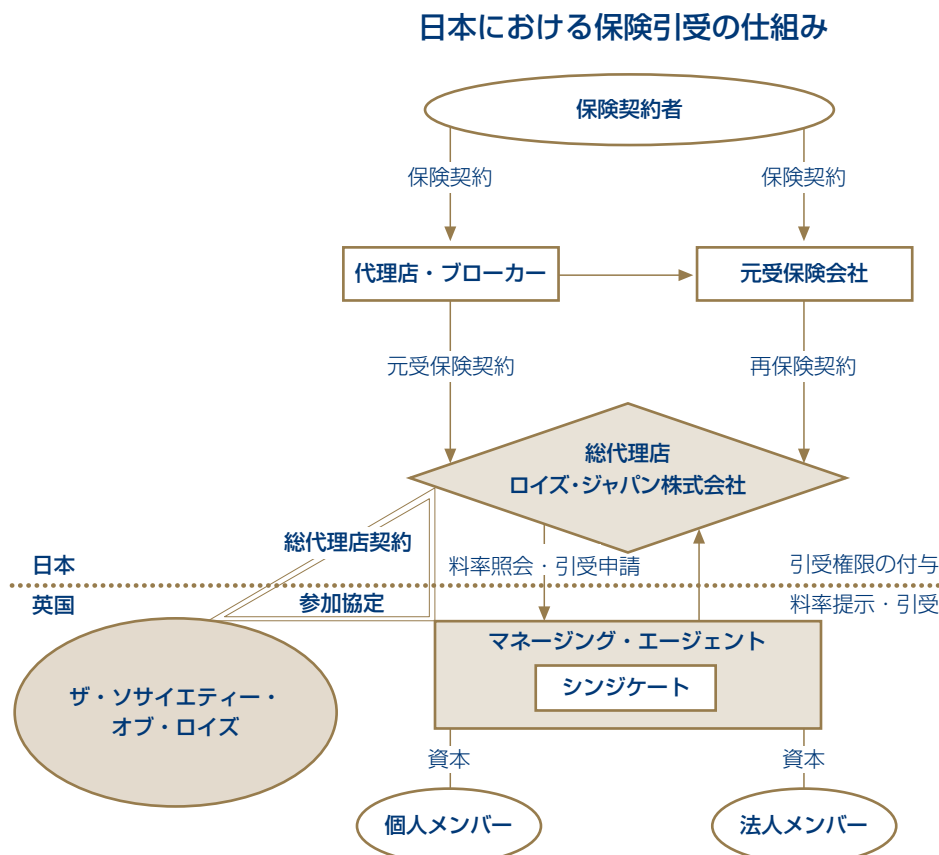 日本における保険引受の仕組み
保険契約者
保険契約
保険契約
代理店・ブローカー
元受保険会社
元受保険契約
再保険契約
総代理店
ロイズ・ジャパン株式会社
総代理店契約
日本
料率照会・引受申請
引受権限の付与
英国
参加協定
料率提示・引受
マネージング・エージェント
シンジケート
ザ・ソサイエティー・
オブ・ロイズ
資本
資本
個人メンバー
法人メンバー